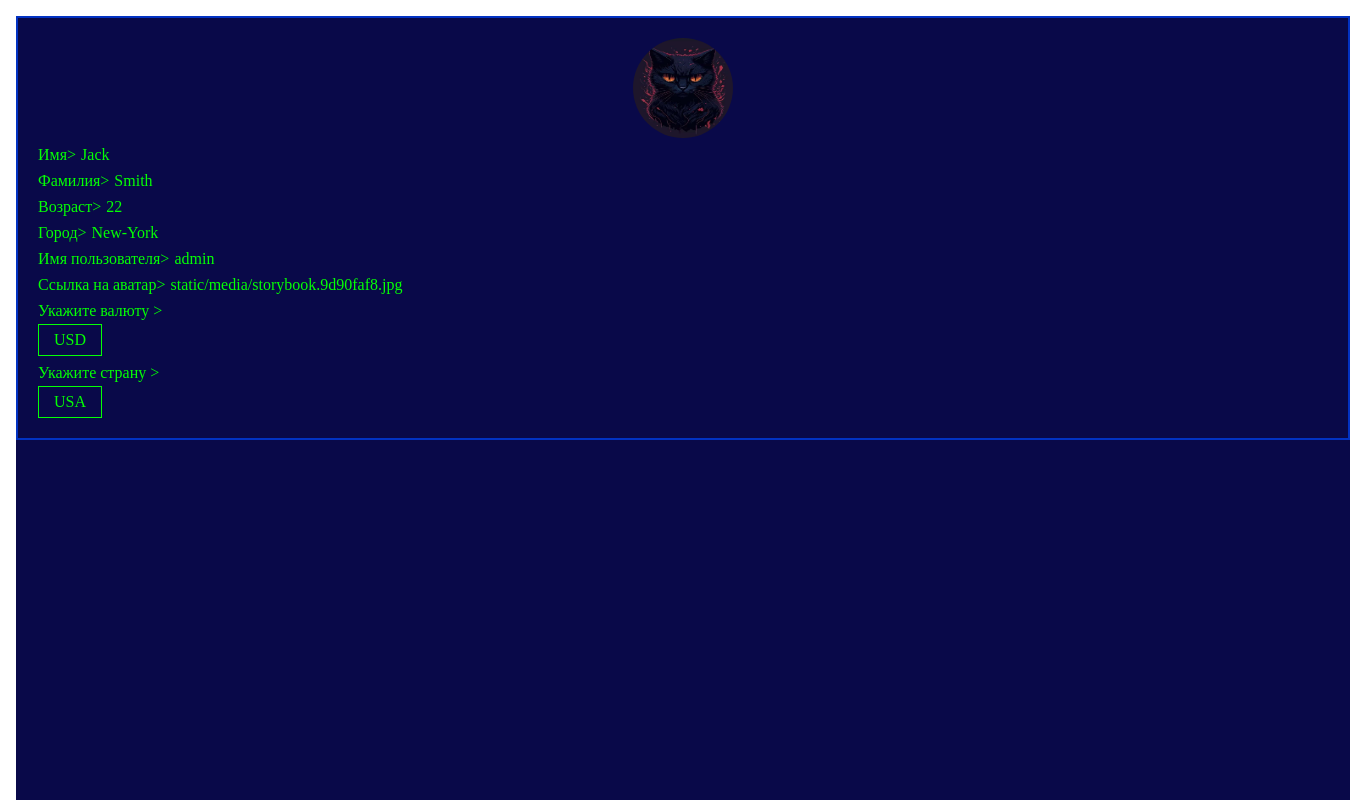 Имя> Jack
Фамилия> Smith
Возраст> 22
Город> New-York
Имя пользователя> admin
Ссылка на аватар> static/media/storybook.9d90faf8.jpg
Укажите валюту >
USD
Укажите страну >
USA